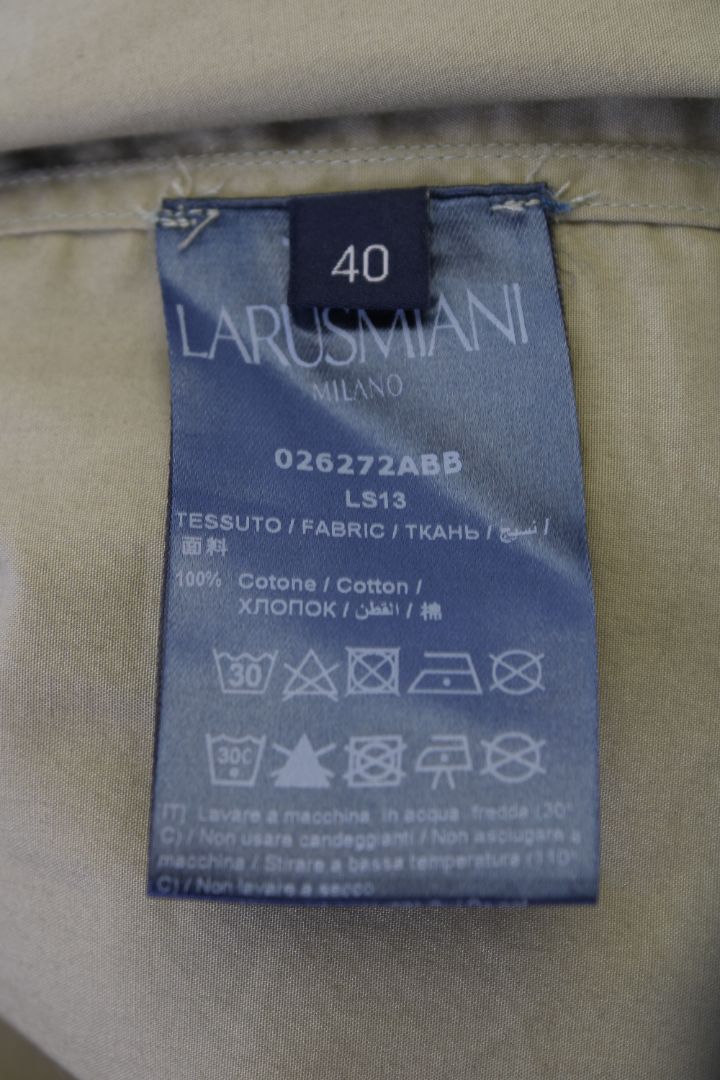 40
LARUSMIANI
MILANO
026272ABB
LS13
TESSUTO / FABRIC / ТКАНЬ / نسيج /
面料
100% Cotone / Cotton /
ХЛОПОК / القطن / 棉
30
30C
IT] Lavare a macchina, in acqua fredda (30°
C) / Non usare candeggianti / Non asciugare a
macchina / Stirare a bassa temperatura (110°
C) / Non lavare a secco